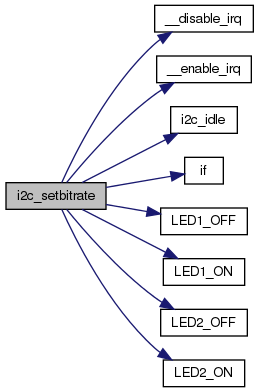 __disable_irq
__enable_irq
i2c_idle
if
i2c_setbitrate
LED1_OFF
LED1_ON
LED2_OFF
LED2_ON